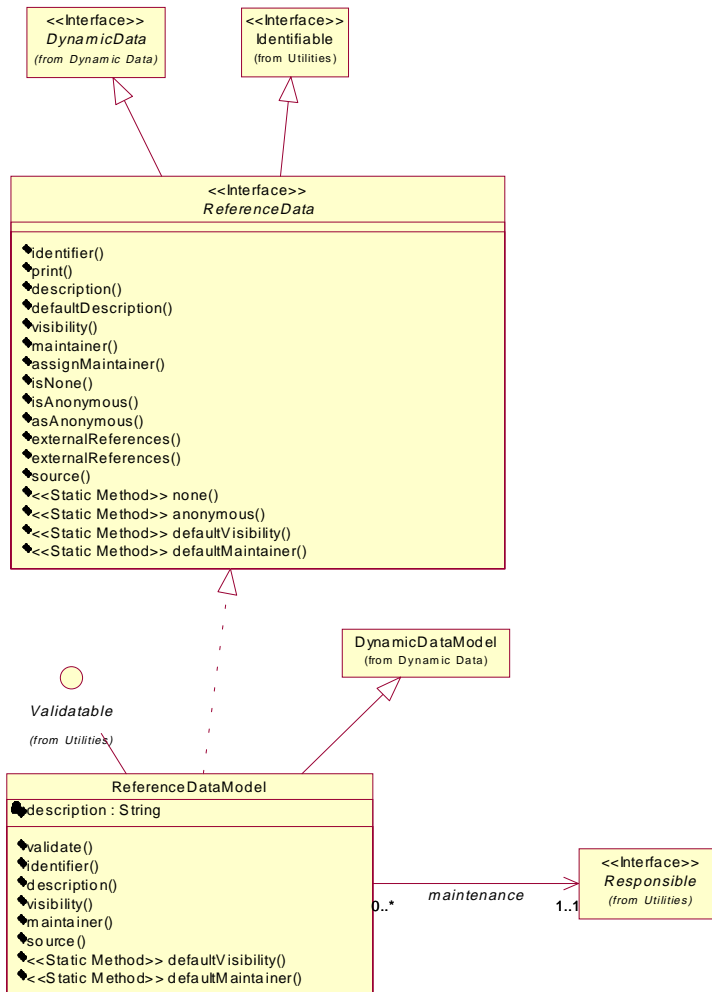 <<Interface>>
DynamicData
(from Dynamic Data)
<<Interface>>
Identifiable
(from Utilities)
<<Interface>>
ReferenceData
identifier()
print()
description()
defaultDescription()
visibility()
maintainer()
assignMaintainer()
isNone()
isAnonymous()
asAnonymous()
externalReferences()
externalReferences()
source()
<<Static Method>> none()
<<Static Method>> anonymous()
<<Static Method>> defaultVisibility()
<<Static Method>> defaultMaintainer()
DynamicDataModel
(from Dynamic Data)
Validatable
(from Utilities)
ReferenceDataModel
description : String
validate()
identifier()
description()
visibility()
maintainer()
source()
<<Static Method>> defaultVisibility()
<<Static Method>> defaultMaintainer()
maintenance
0..*
1..1
<<Interface>>
Responsible
(from Utilities)